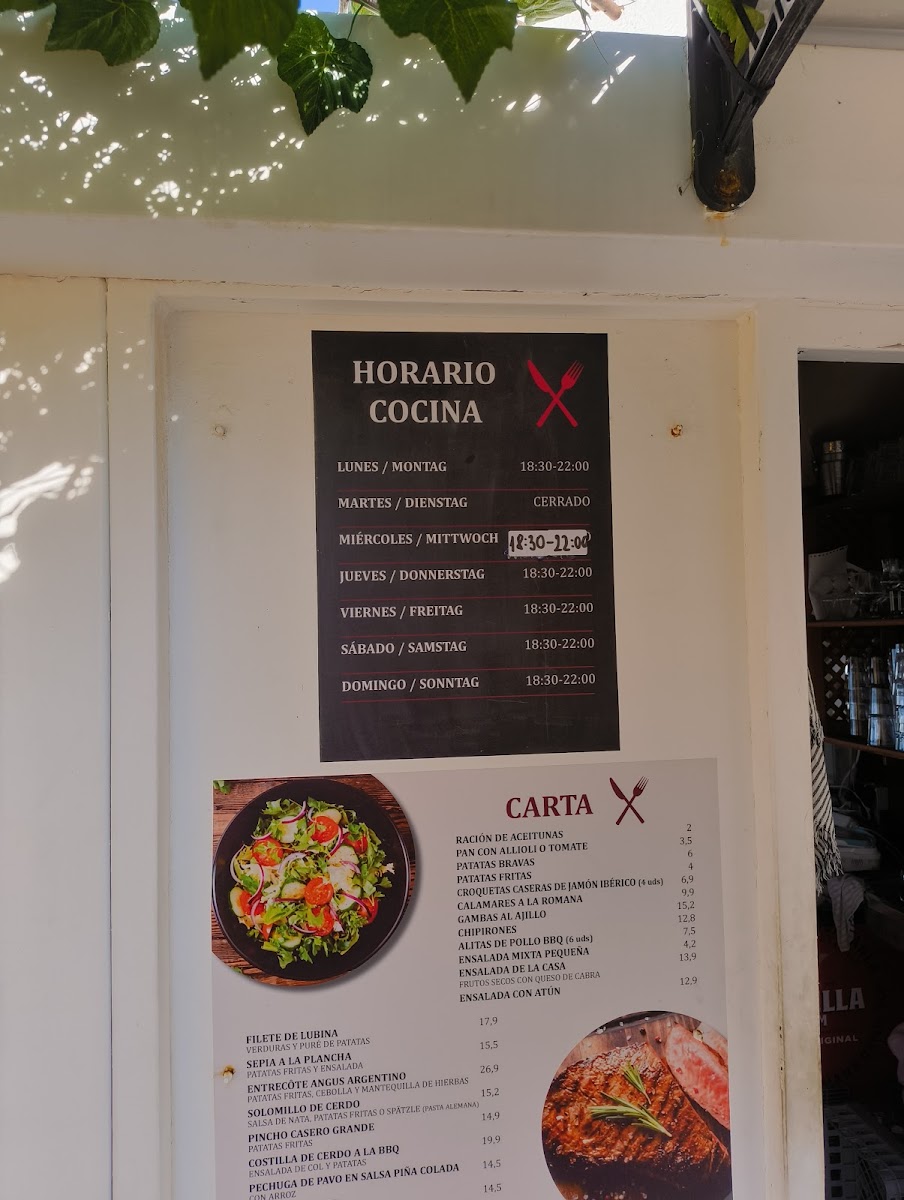 HORARIO
COCINA
LUNES / MONTAG 18:30-22:00
MARTES / DIENSTAG CERRADO
MIÉRCOLES / MITTWOCH 18:30-22:00
JUEVES / DONNERSTAG 18:30-22:00
VIERNES / FREITAG 18:30-22:00
SÁBADO / SAMSTAG 18:30-22:00
DOMINGO / SONNTAG 18:30-22:00
CARTA
RACIÓN DE ACEITUNAS 2
PAN CON ALLIOLI O TOMATE 3,5
PATATAS BRAVAS 6
PATATAS FRITAS 4
CROQUETAS CASERAS DE JAMÓN IBÉRICO (4 uds) 6,9
CALAMARES A LA ROMANA 9,9
GAMBAS AL AJILLO 15,2
CHIPIRONES 12,8
ALITAS DE POLLO BBQ (6 uds) 7,5
ENSALADA MIXTA PEQUEÑA 4,2
ENSALADA DE LA CASA 13,9
FRUTOS SECOS CON QUESO DE CABRA
ENSALADA CON ATÚN 12,9
FILETE DE LUBINA 17,9
VERDURAS Y PURÉ DE PATATAS
SEPIA A LA PLANCHA 15,5
PATATAS FRITAS Y ENSALADA
ENTRECÔTE ANGUS ARGENTINO 26,9
PATATAS FRITAS, CEBOLLA Y MANTEQUILLA DE HIERBAS
SOLOMILLO DE CERDO 15,2
SALSA DE NATA, PATATAS FRITAS O SPÄTZLE (PASTA ALEMANA)
PINCHO CASERO GRANDE 14,9
PATATAS FRITAS
COSTILLA DE CERDO A LA BBQ 19,9
ENSALADA DE COL Y PATATAS
PECHUGA DE PAVO EN SALSA PIÑA COLADA 14,5
CON ARROZ
14,5